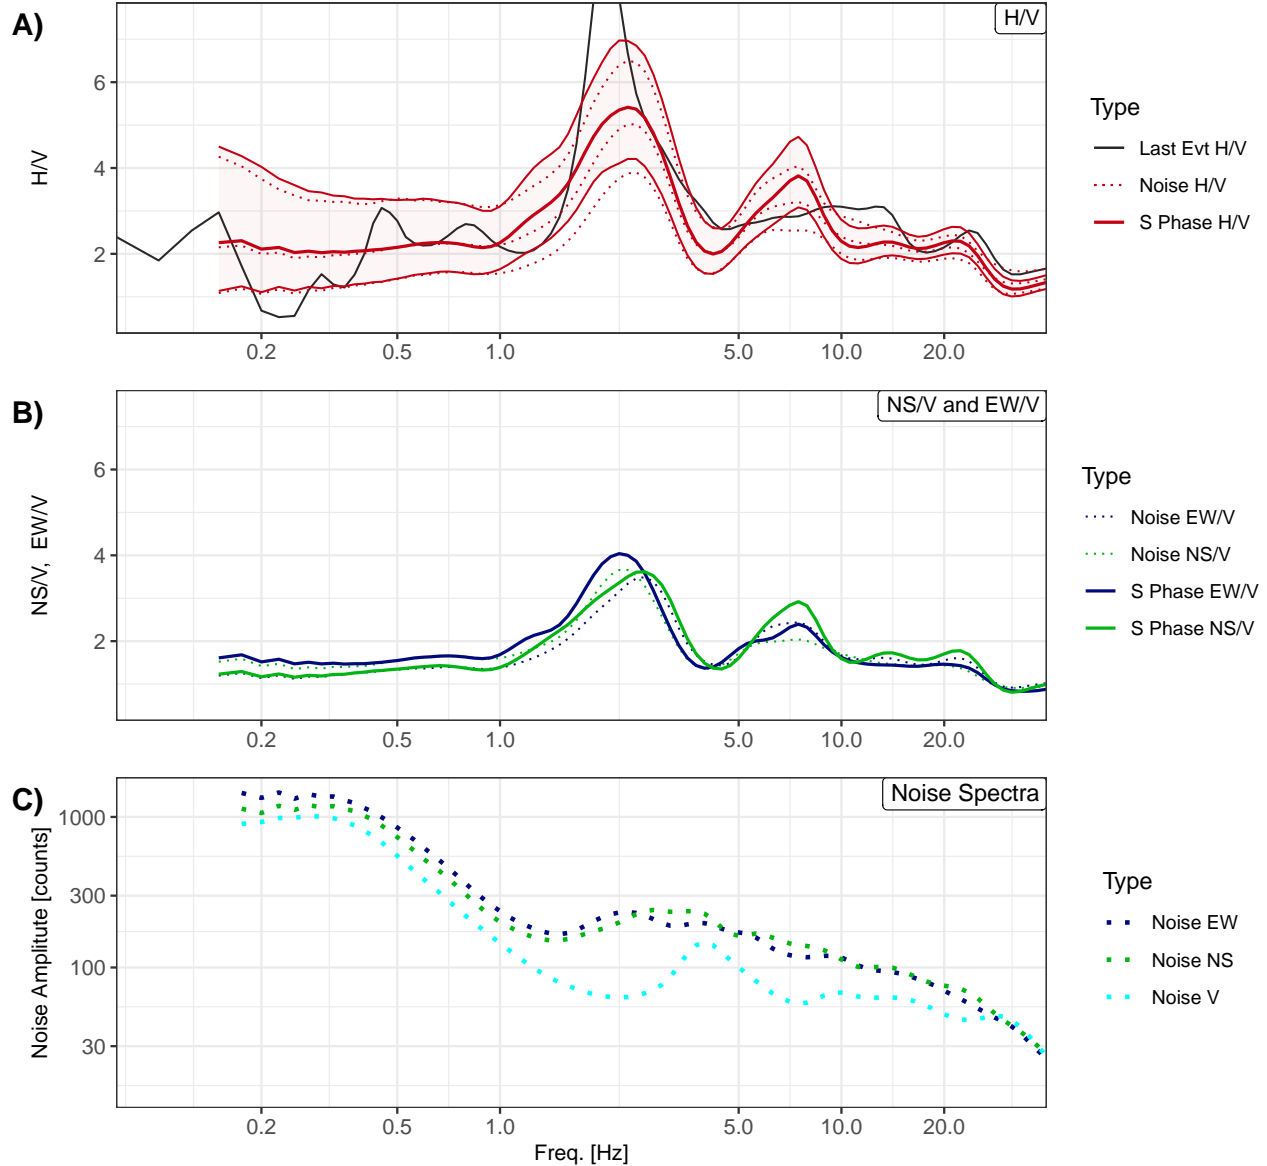 A)
H/V
6
4
2
H/V
0.2 0.5 1.0 5.0 10.0 20.0
Type
Last Evt H/V
Noise H/V
S Phase H/V
B)
NS/V and EW/V
6
4
2
NS/V, EW/V
0.2 0.5 1.0 5.0 10.0 20.0
Type
Noise EW/V
Noise NS/V
S Phase EW/V
S Phase NS/V
C)
Noise Spectra
1000
300
100
30
Noise Amplitude [counts]
0.2 0.5 1.0 5.0 10.0 20.0
Freq. [Hz]
Type
Noise EW
Noise NS
Noise V